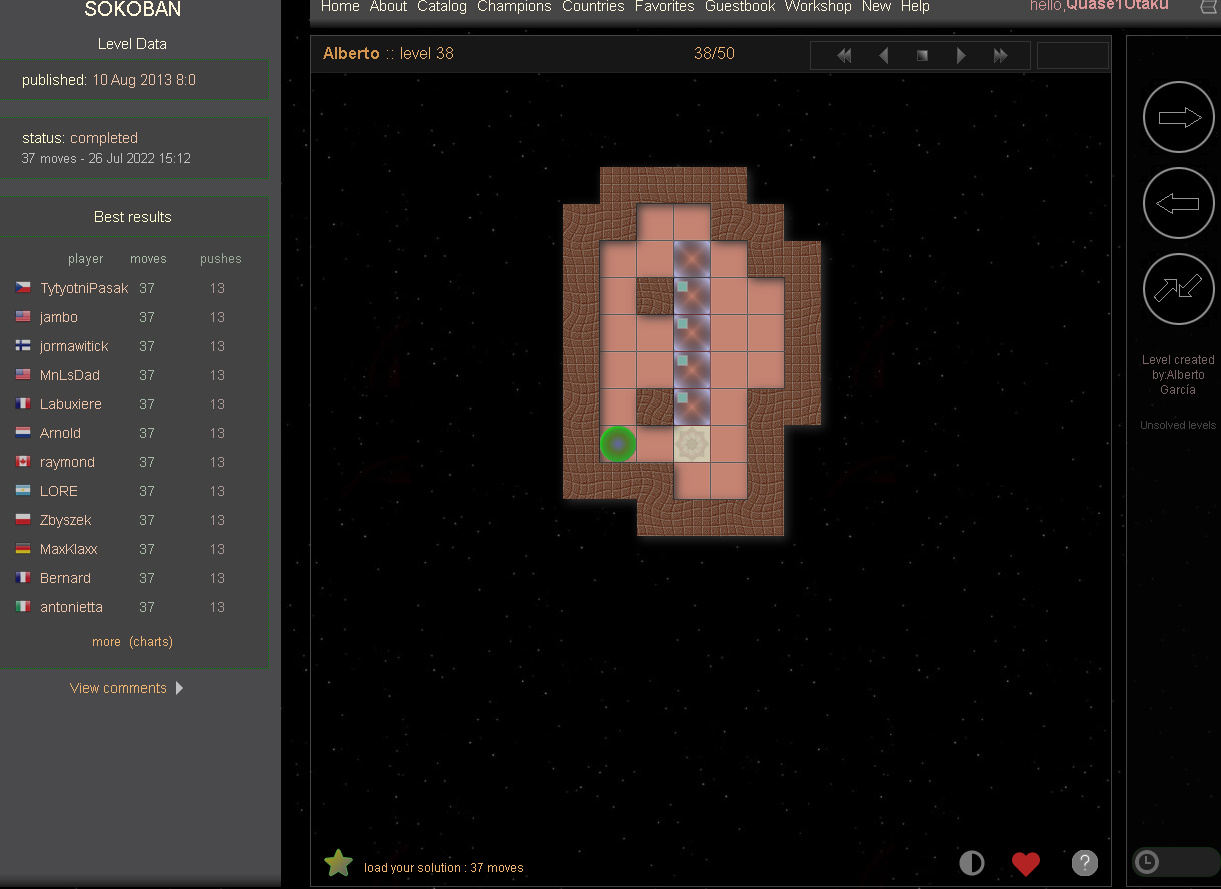 SOKOBAN
Level Data
published: 10 Aug 2013 8:0
status: completed
37 moves - 26 Jul 2022 15:12
Best results
player moves pushes
TytyotniPasak 37 13
jambo 37 13
jormawitick 37 13
MnLsDad 37 13
Labuxiere 37 13
Arnold 37 13
raymond 37 13
LORE 37 13
Zbyszek 37 13
MaxKlaxx 37 13
Bernard 37 13
antonietta 37 13
more (charts)
View comments
Home About Catalog Champions Countries Favorites Guestbook Workshop New Help
hello,Quase1Otaku
Alberto :: level 38
38/50
load your solution : 37 moves
?
Level created
by:Alberto
García
Unsolved levels